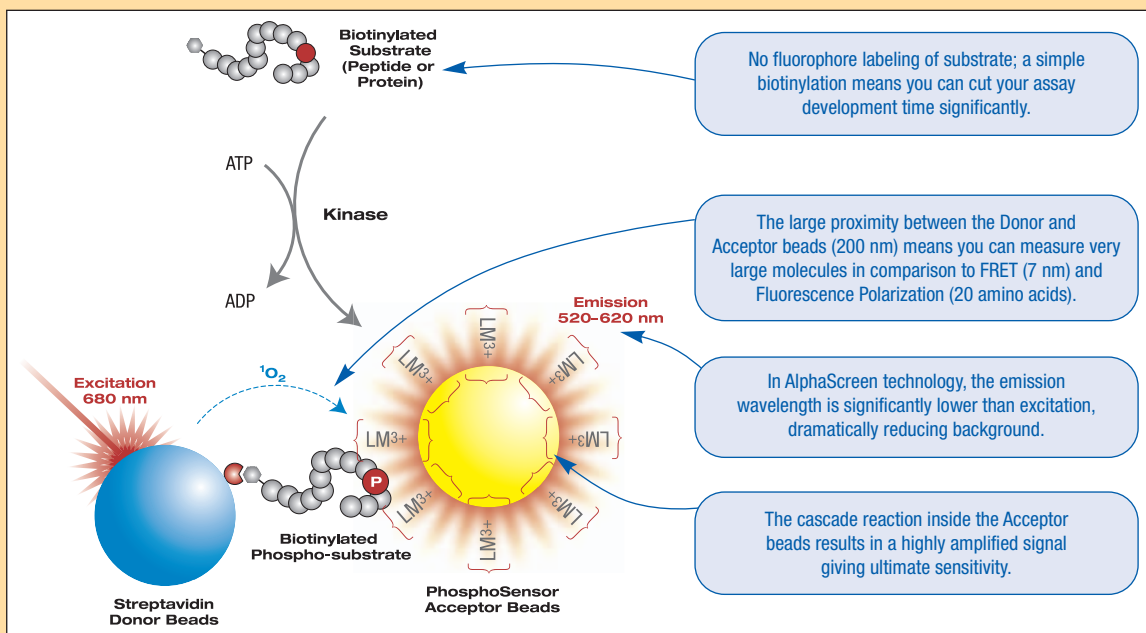 Biotinylated
Substrate
(Peptide or
Protein)
No fluorophore labeling of substrate; a simple
biotinylation means you can cut your assay
development time significantly.
ATP
Kinase
ADP
The large proximity between the Donor and
Acceptor beads (200 nm) means you can measure very
large molecules in comparison to FRET (7 nm) and
Fluorescence Polarization (20 amino acids).
Emission
520–620 nm
LM3+
LM3+
LM3+
LM3+
LM3+
LM3+
LM3+
LM3+
Excitation
680 nm
¹O₂
In AlphaScreen technology, the emission
wavelength is significantly lower than excitation,
dramatically reducing background.
P
Biotinylated
Phospho-substrate
The cascade reaction inside the Acceptor
beads results in a highly amplified signal
giving ultimate sensitivity.
Streptavidin
Donor Beads
PhosphoSensor
Acceptor Beads